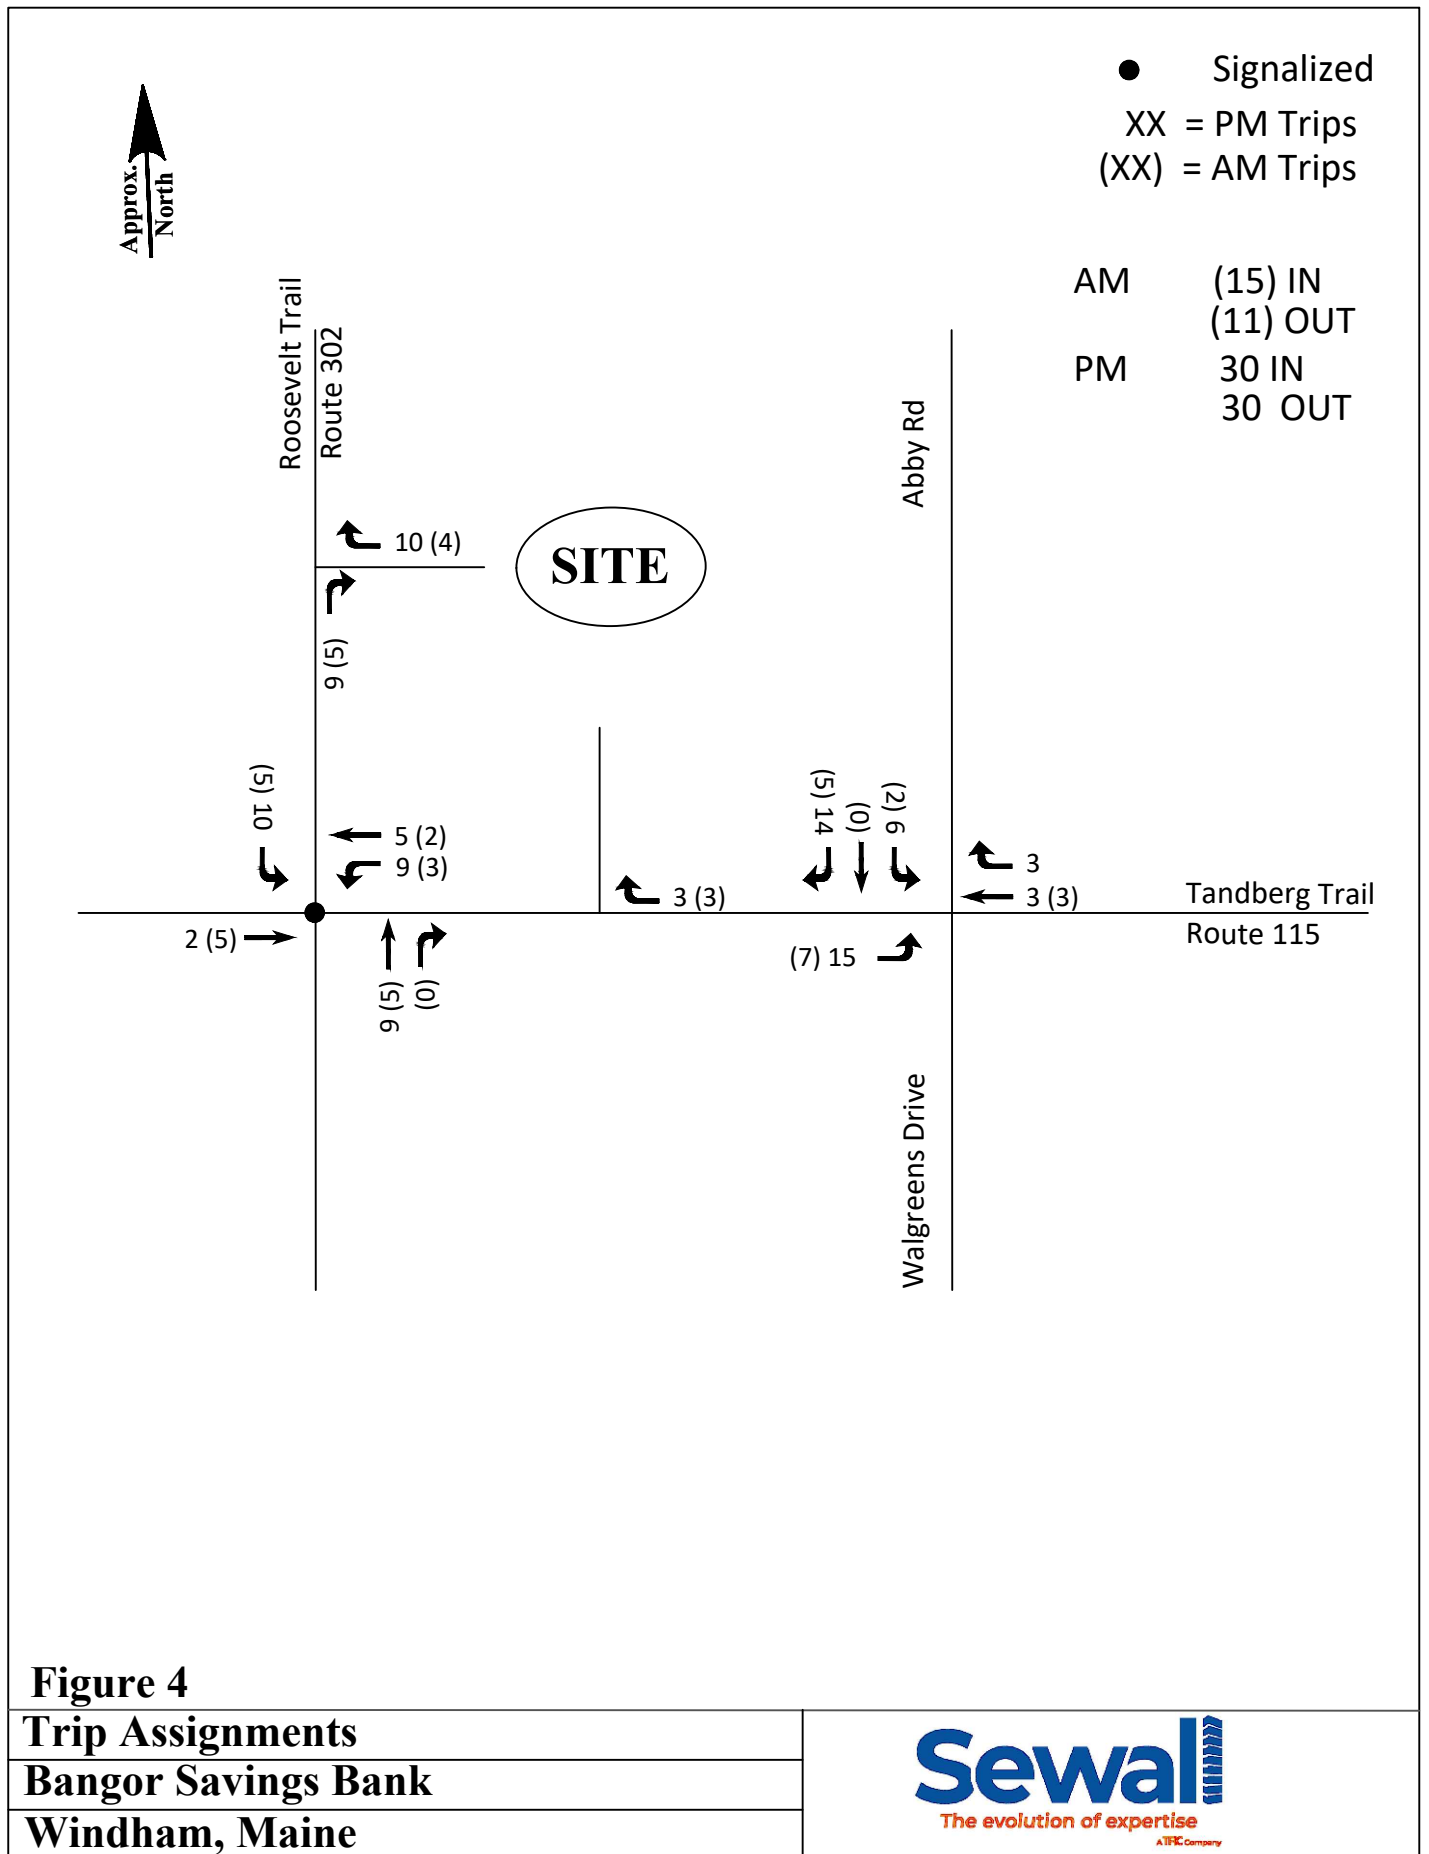 Signalized
XX = PM Trips
(XX) = AM Trips
Approx.
North
AM (15) IN
(11) OUT
PM 30 IN
30 OUT
Roosevelt Trail
Route 302
Abby Rd
10 (4)
SITE
9 (5)
(5) 10
5 (2)
9 (3)
3 (3)
(5) 14
(0)
(2) 6
3
3 (3)
Tandberg Trail
Route 115
2 (5)
(5) 6
(0)
(7) 15
Walgreens Drive
Figure 4
Trip Assignments
Bangor Savings Bank
Windham, Maine
Sewall
The evolution of expertise
A TRC Company